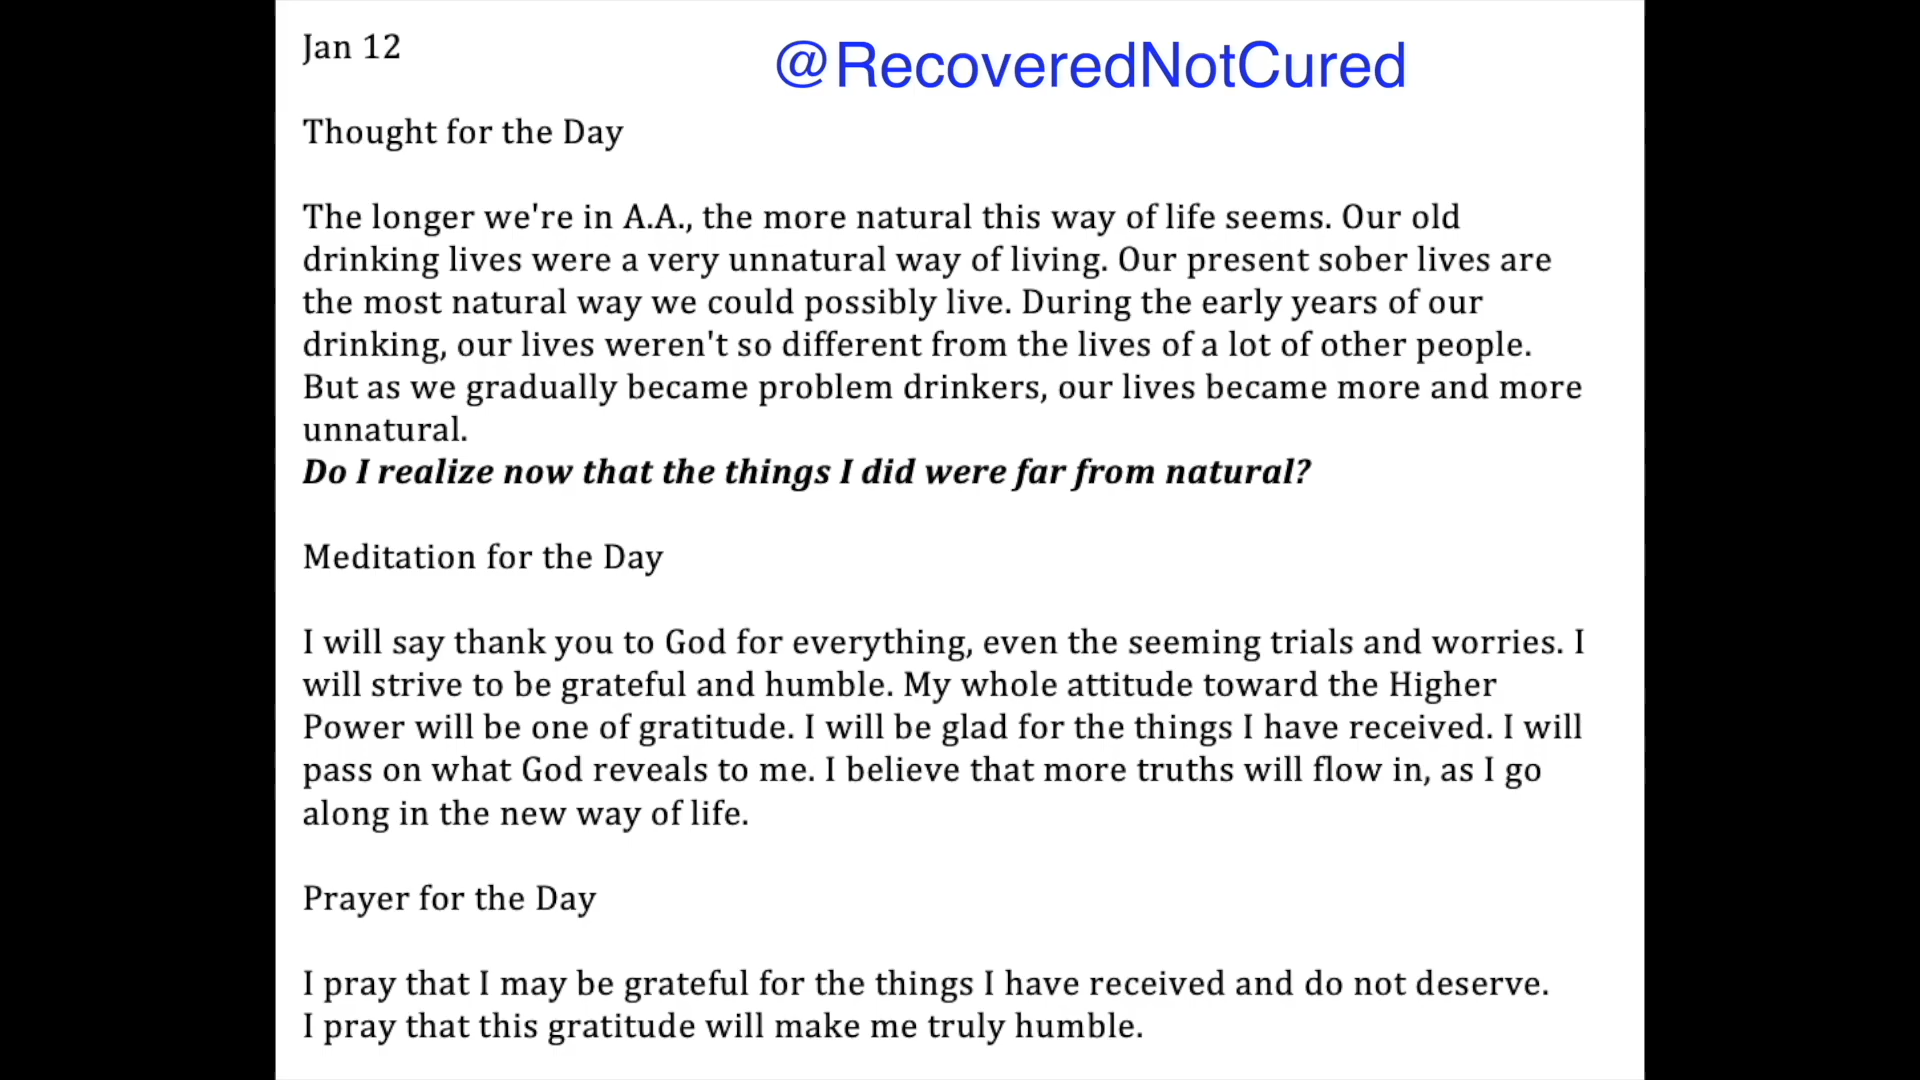 Jan 12
@RecoveredNotCured
Thought for the Day
The longer we're in A.A., the more natural this way of life seems. Our old
drinking lives were a very unnatural way of living. Our present sober lives are
the most natural way we could possibly live. During the early years of our
drinking, our lives weren't so different from the lives of a lot of other people.
But as we gradually became problem drinkers, our lives became more and more
unnatural.
Do I realize now that the things I did were far from natural?
Meditation for the Day
I will say thank you to God for everything, even the seeming trials and worries. I
will strive to be grateful and humble. My whole attitude toward the Higher
Power will be one of gratitude. I will be glad for the things I have received. I will
pass on what God reveals to me. I believe that more truths will flow in, as I go
along in the new way of life.
Prayer for the Day
I pray that I may be grateful for the things I have received and do not deserve.
I pray that this gratitude will make me truly humble.